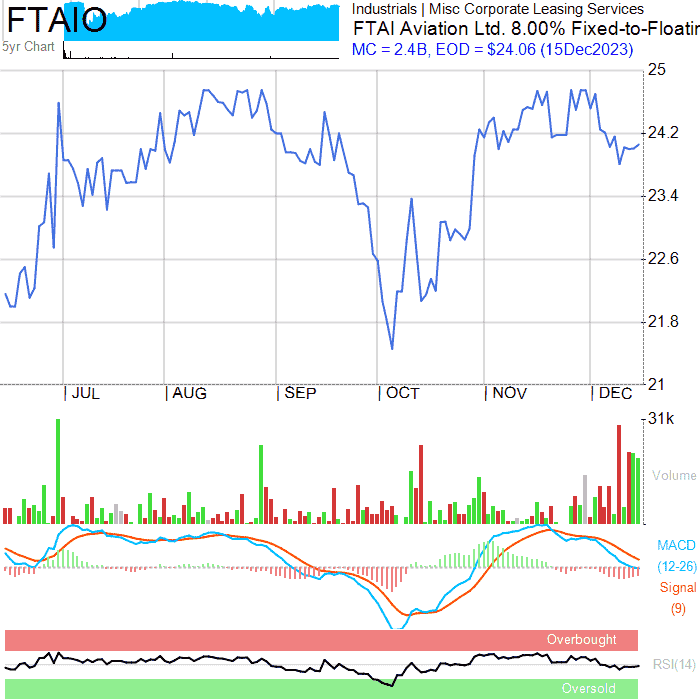 FTAIO
5yr Chart
Industrials | Misc Corporate Leasing Services
FTAI Aviation Ltd. 8.00% Fixed-to-Floatin
MC = 2.4B, EOD = $24.06 (15Dec2023)
25
24.2
23.4
22.6
21.8
21
| JUL | AUG | SEP | OCT | NOV | DEC
31k
Volume
MACD
(12-26)
Signal
(9)
Overbought
RSI(14)
Oversold